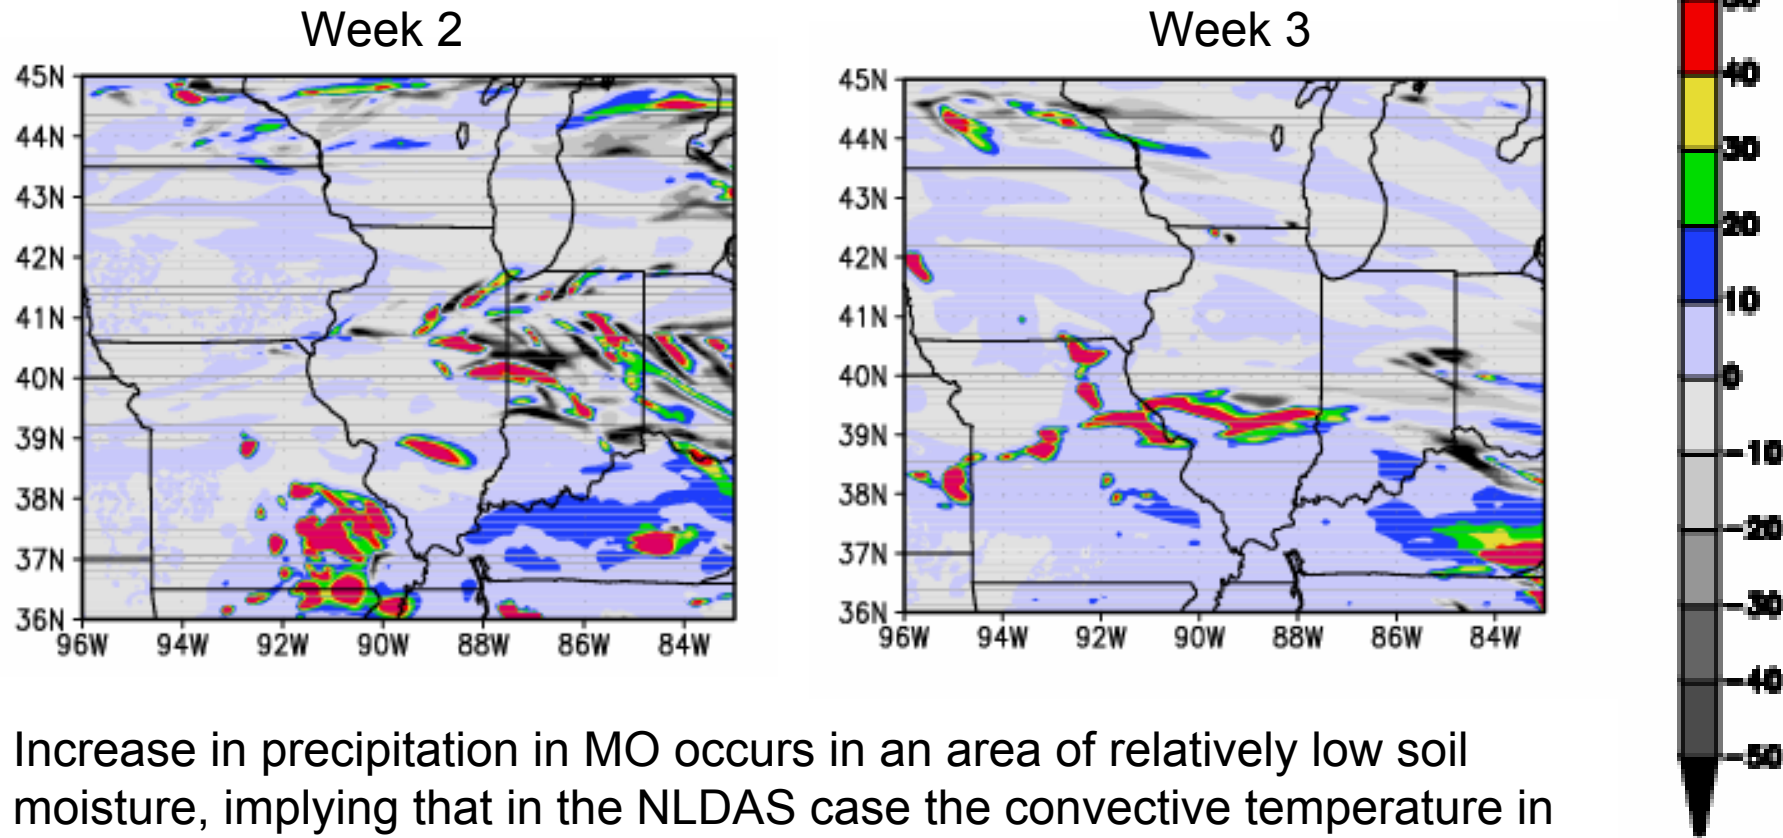 Week 2
Week 3
45N
44N
43N
42N
41N
40N
39N
38N
37N
36N
96W 94W 92W 90W 88W 86W 84W
45N
44N
43N
42N
41N
40N
39N
38N
37N
36N
96W 94W 92W 90W 88W 86W 84W
40
30
20
10
0
-10
-20
-30
-40
-50
Increase in precipitation in MO occurs in an area of relatively low soil
moisture, implying that in the NLDAS case the convective temperature in